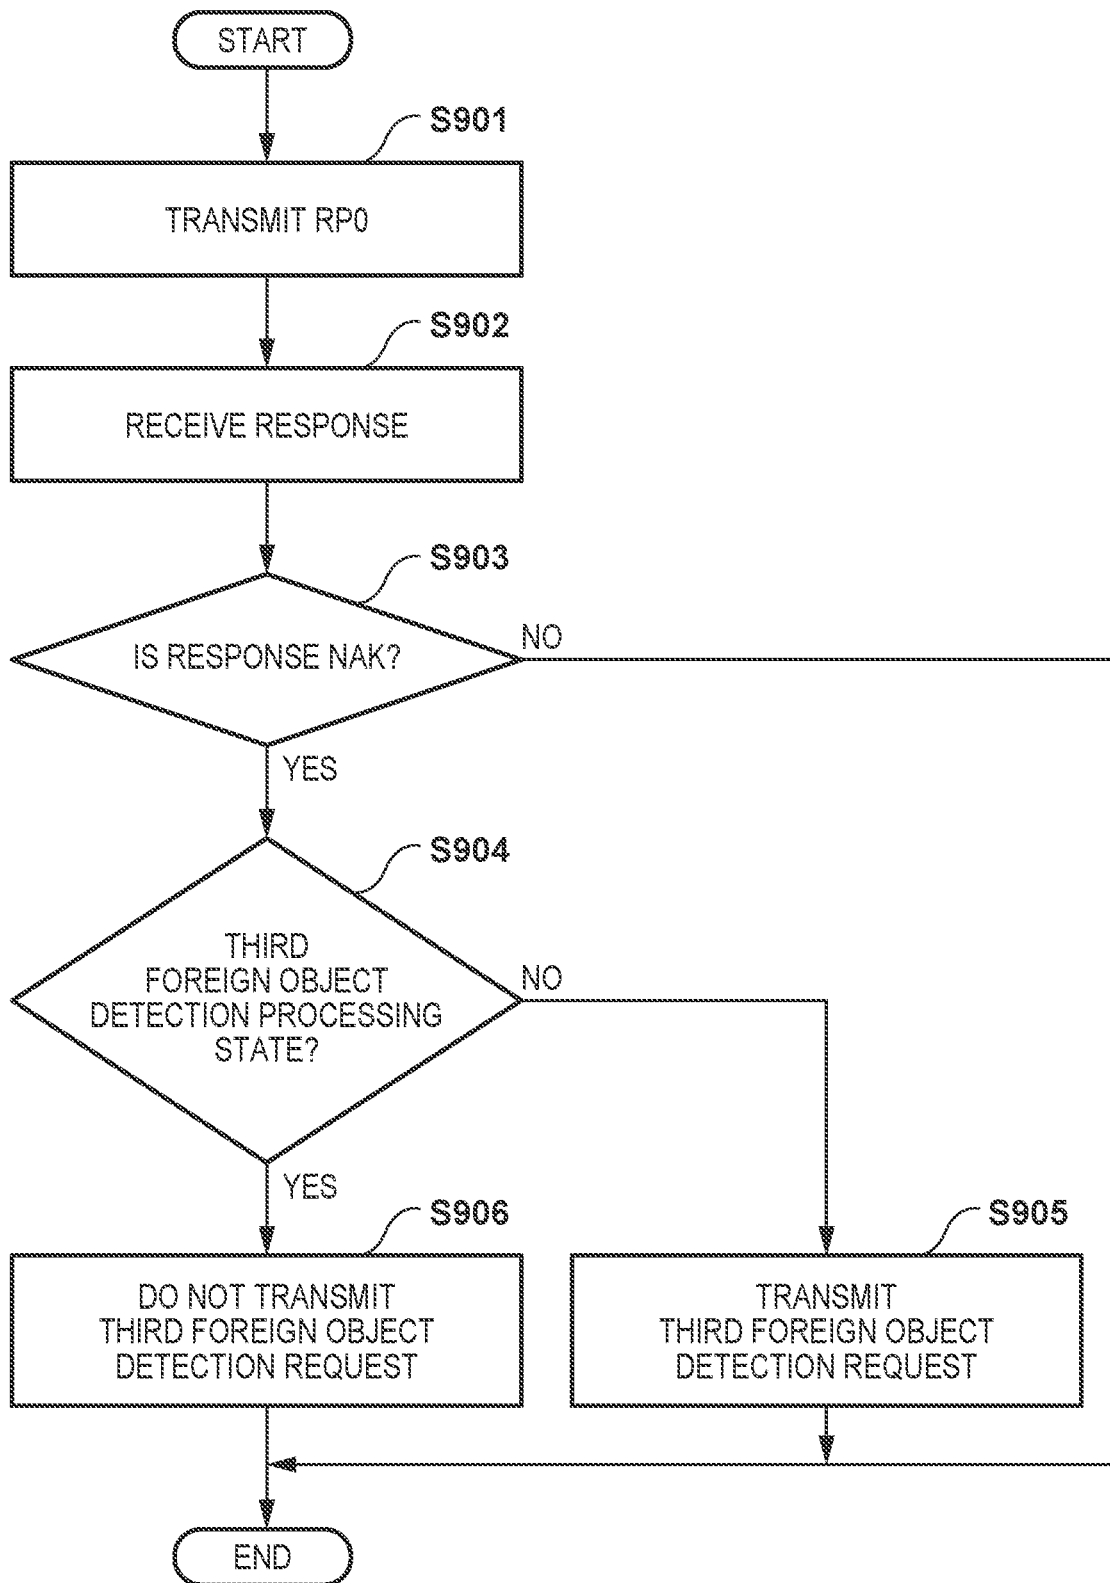 START
S901
TRANSMIT RP0
S902
RECEIVE RESPONSE
S903
IS RESPONSE NAK?
NO
YES
S904
THIRD
FOREIGN OBJECT
DETECTION PROCESSING
STATE?
NO
YES
S906
DO NOT TRANSMIT
THIRD FOREIGN OBJECT
DETECTION REQUEST
S905
TRANSMIT
THIRD FOREIGN OBJECT
DETECTION REQUEST
END